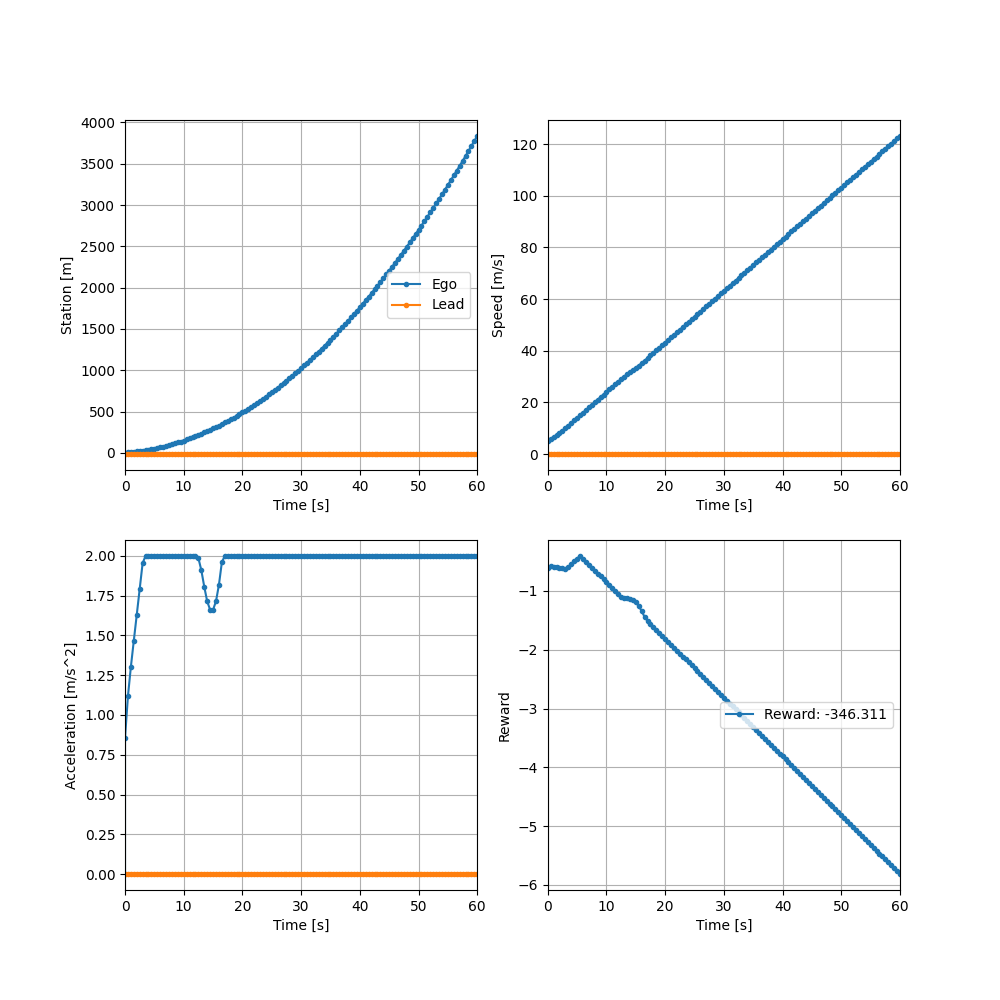 4000
3500
3000
2500
2000
1500
1000
500
0
Station [m]
0 10 20 30 40 50 60
Time [s]
Ego
Lead
120
100
80
60
40
20
0
Speed [m/s]
0 10 20 30 40 50 60
Time [s]
2.00
1.75
1.50
1.25
1.00
0.75
0.50
0.25
0.00
Acceleration [m/s^2]
0 10 20 30 40 50 60
Time [s]
−1
−2
−3
−4
−5
−6
Reward
Reward: -346.311
0 10 20 30 40 50 60
Time [s]